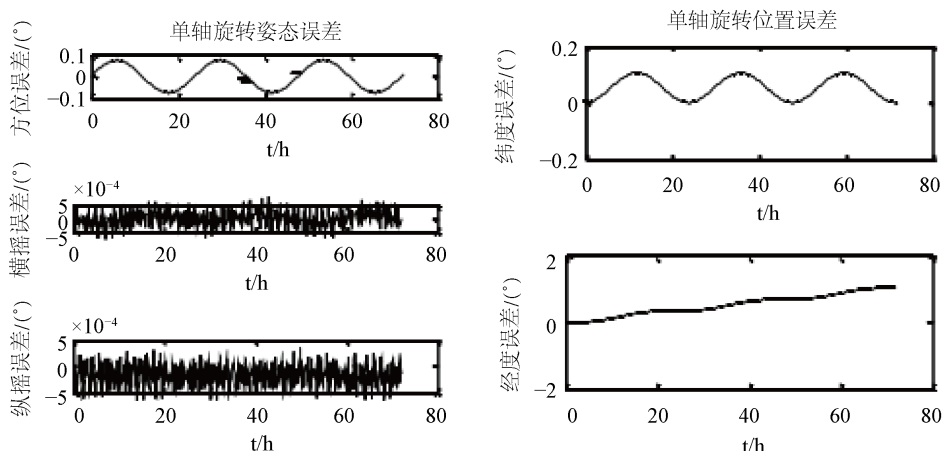 单轴旋转姿态误差
方位误差/(°)
0.1
0
−0.1
0 20 40 60 80
t/h
×10⁻⁴
横摇误差/(°)
5
0
−5
0 20 40 60 80
t/h
×10⁻⁴
纵摇误差/(°)
5
0
−5
0 20 40 60 80
t/h
单轴旋转位置误差
纬度误差/(°)
0.2
0
−0.2
0 20 40 60 80
t/h
经度误差/(°)
2
0
−2
0 20 40 60 80
t/h